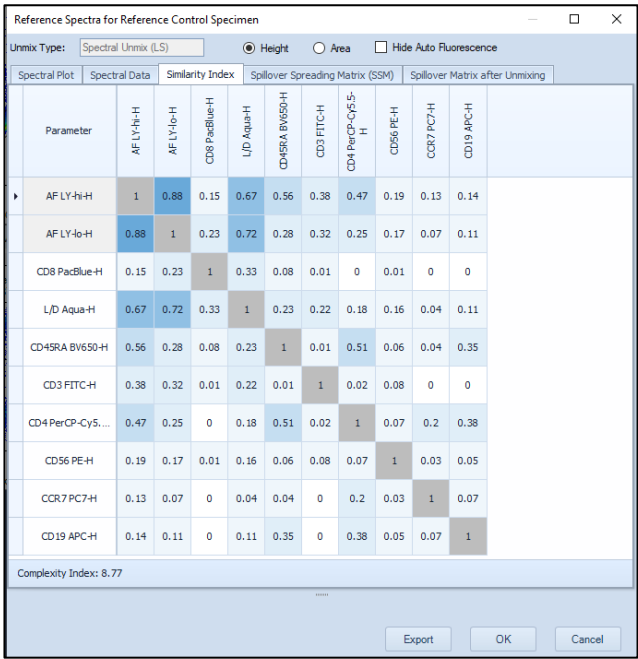 Reference Spectra for Reference Control Specimen
Unmix Type: Spectral Unmix (LS) Height Area Hide Auto Fluorescence
Spectral Plot Spectral Data Similarity Index Spillover Spreading Matrix (SSM) Spillover Matrix after Unmixing
Parameter AF LY-hi-H AF LY-lo-H CD8 PacBlue-H L/D Aqua-H CD45RA BV650-H CD3 FITC-H CD4 PerCP-Cy5.5-H CD56 PE-H CCR7 PC7-H CD19 APC-H
AF LY-hi-H 1 0.88 0.15 0.67 0.56 0.38 0.47 0.19 0.13 0.14
AF LY-lo-H 0.88 1 0.23 0.72 0.28 0.32 0.25 0.17 0.07 0.11
CD8 PacBlue-H 0.15 0.23 1 0.33 0.08 0.01 0 0.01 0 0
L/D Aqua-H 0.67 0.72 0.33 1 0.23 0.22 0.18 0.16 0.04 0.11
CD45RA BV650-H 0.56 0.28 0.08 0.23 1 0.01 0.51 0.06 0.04 0.35
CD3 FITC-H 0.38 0.32 0.01 0.22 0.01 1 0.02 0.08 0 0
CD4 PerCP-Cy5.... 0.47 0.25 0 0.18 0.51 0.02 1 0.07 0.2 0.38
CD56 PE-H 0.19 0.17 0.01 0.16 0.06 0.08 0.07 1 0.03 0.05
CCR7 PC7-H 0.13 0.07 0 0.04 0.04 0 0.2 0.03 1 0.07
CD19 APC-H 0.14 0.11 0 0.11 0.35 0 0.38 0.05 0.07 1
Complexity Index: 8.77
Export OK Cancel